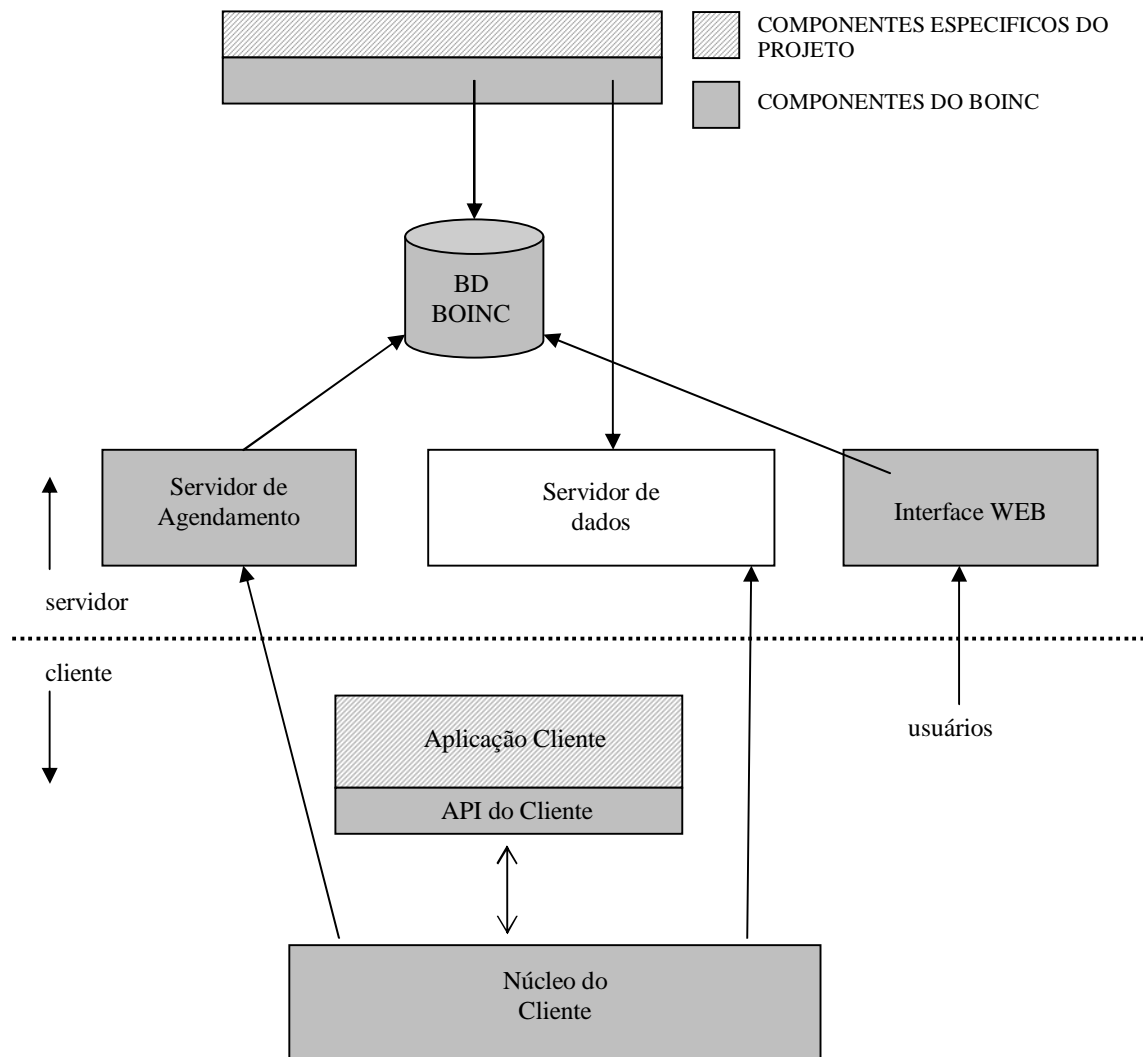 COMPONENTES ESPECIFICOS DO
PROJETO
COMPONENTES DO BOINC
BD
BOINC
Servidor de
Agendamento
Servidor de
dados
Interface WEB
servidor
cliente
usuários
Aplicação Cliente
API do Cliente
Núcleo do
Cliente